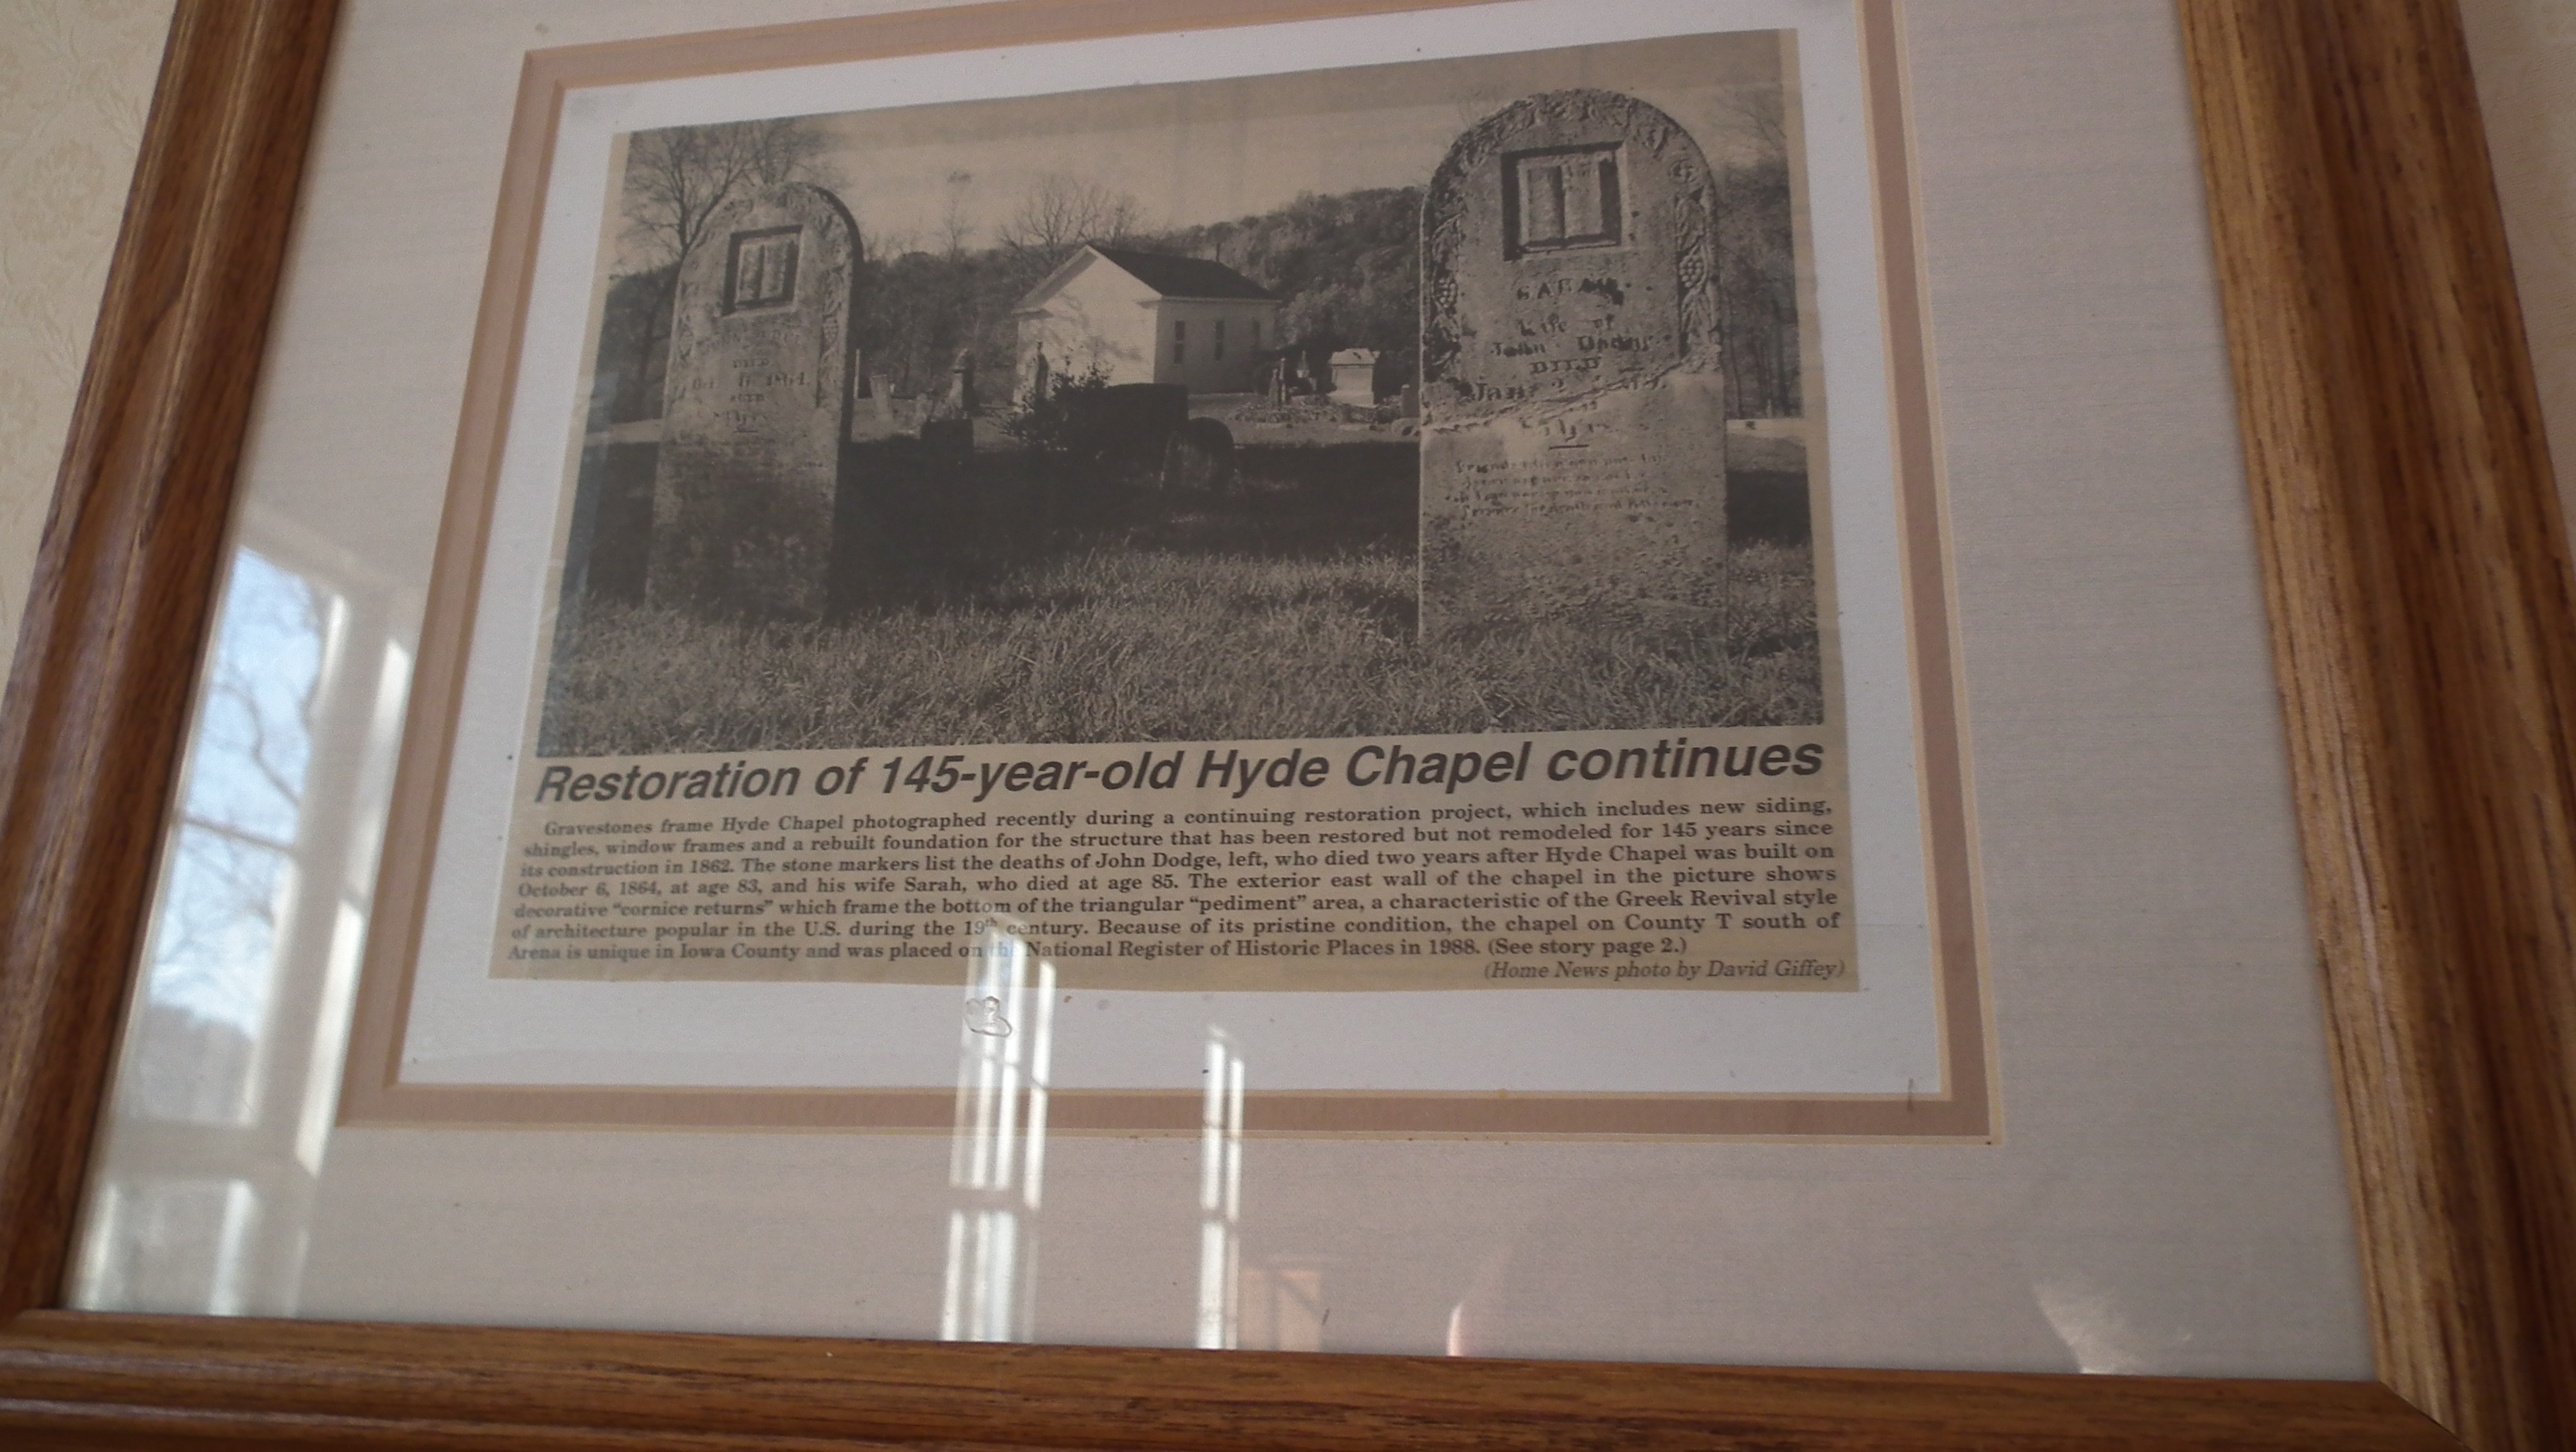 DIED
SARAH
Wife of
John Dodge
DIED
Restoration of 145-year-old Hyde Chapel continues
Gravestones frame Hyde Chapel photographed recently during a continuing restoration project, which includes new siding,
shingles, window frames and a rebuilt foundation for the structure that has been restored but not remodeled for 145 years since
its construction in 1862. The stone markers list the deaths of John Dodge, left, who died two years after Hyde Chapel was built on
October 6, 1864, at age 83, and his wife Sarah, who died at age 85. The exterior east wall of the chapel in the picture shows
decorative “cornice returns” which frame the bottom of the triangular “pediment” area, a characteristic of the Greek Revival style
of architecture popular in the U.S. during the 19th century. Because of its pristine condition, the chapel on County T south of
Arena is unique in Iowa County and was placed on the National Register of Historic Places in 1988. (See story page 2.)
(Home News photo by David Giffey)